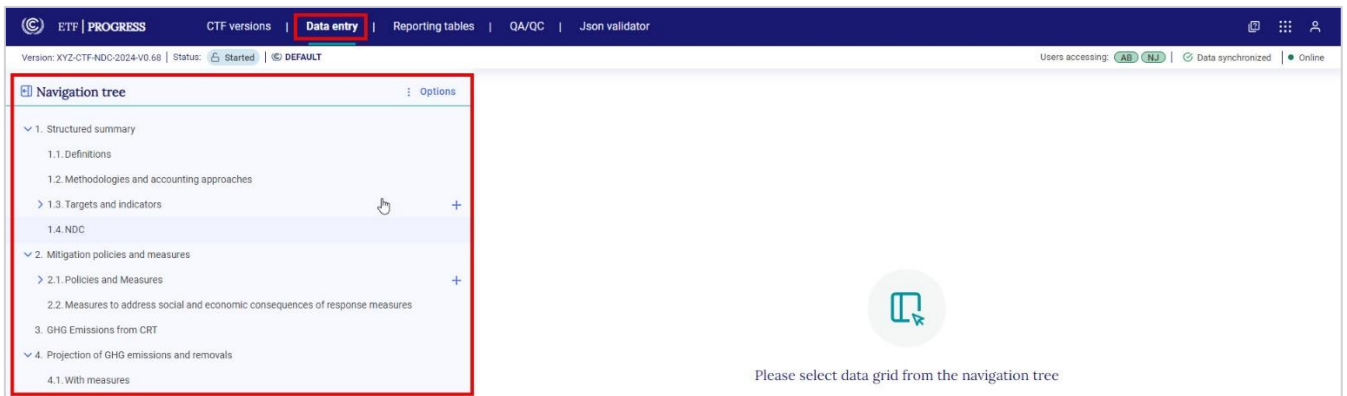 ETF | PROGRESS CTF versions | Data entry | Reporting tables | QA/QC | Json validator
Version: XYZ-CTF-NDC-2024-V0.68 | Status: Started | DEFAULT Users accessing: AB NJ | Data synchronized | Online
Navigation tree Options
1. Structured summary
1.1. Definitions
1.2. Methodologies and accounting approaches
1.3. Targets and indicators
1.4. NDC
2. Mitigation policies and measures
2.1. Policies and Measures
2.2. Measures to address social and economic consequences of response measures
3. GHG Emissions from CRT
4. Projection of GHG emissions and removals
4.1. With measures
Please select data grid from the navigation tree